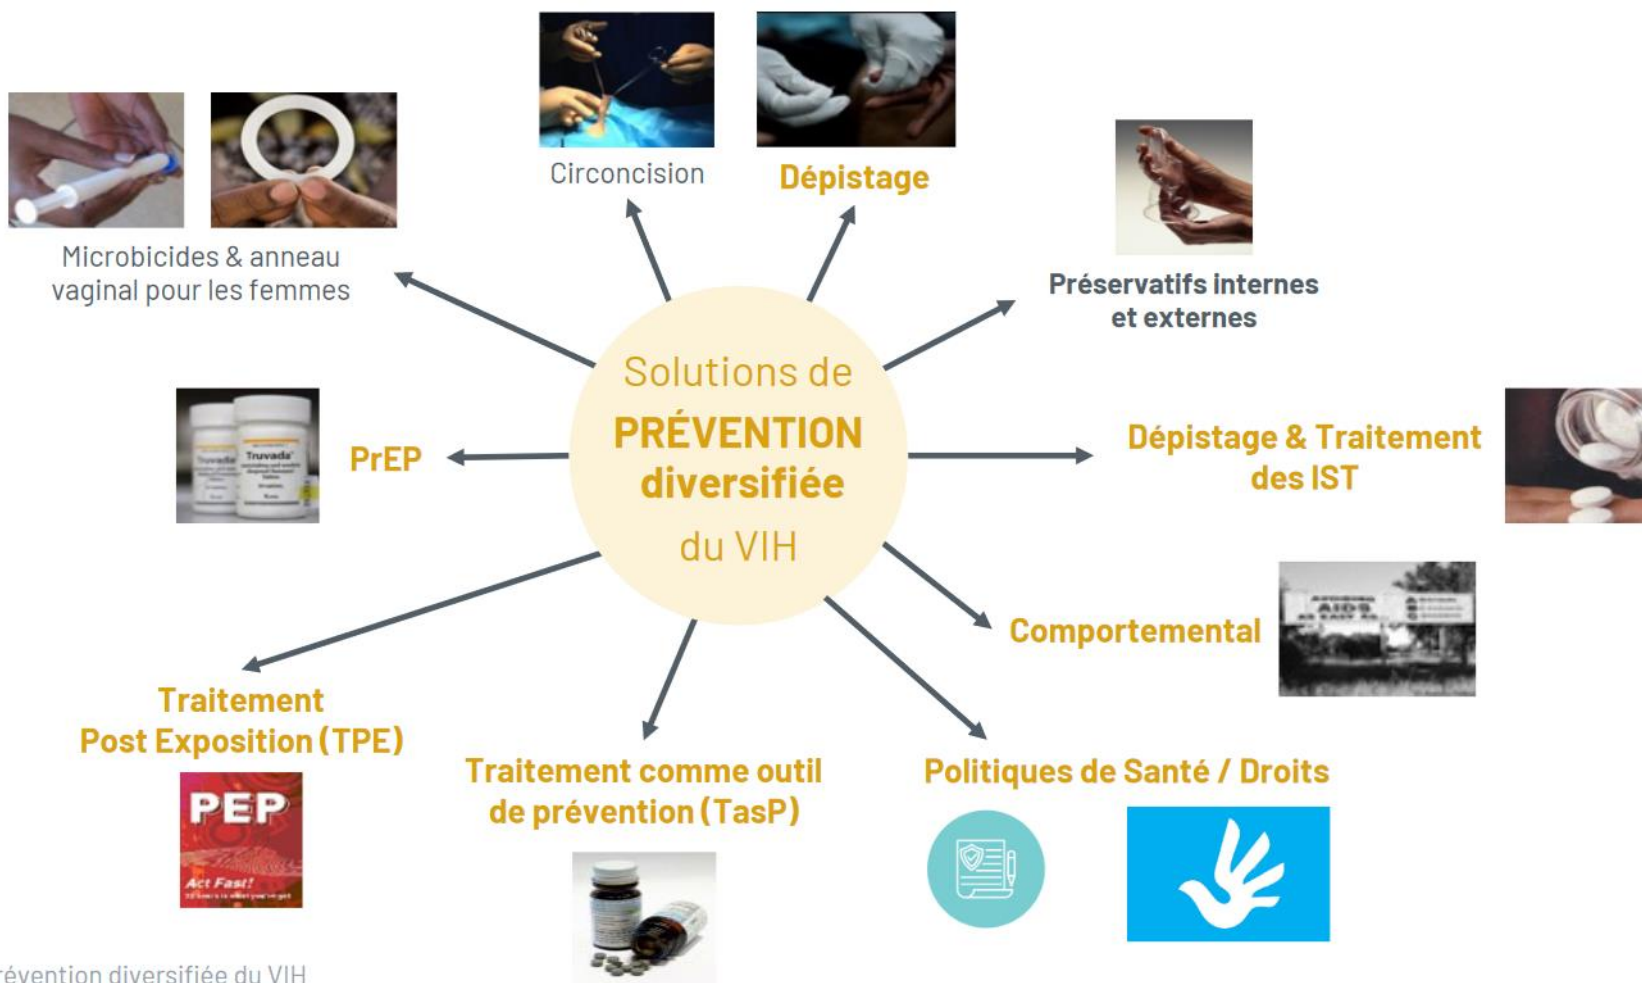 Circoncision
Dépistage
Microbicides & anneau
vaginal pour les femmes
Préservatifs internes
et externes
Solutions de
PRÉVENTION
diversifiée
du VIH
Truvada
PrEP
Dépistage & Traitement
des IST
Comportemental
AIDS
Traitement
Post Exposition (TPE)
PEP
Act Fast!
Traitement comme outil
de prévention (TasP)
Politiques de Santé / Droits
révention diversifiée du VIH